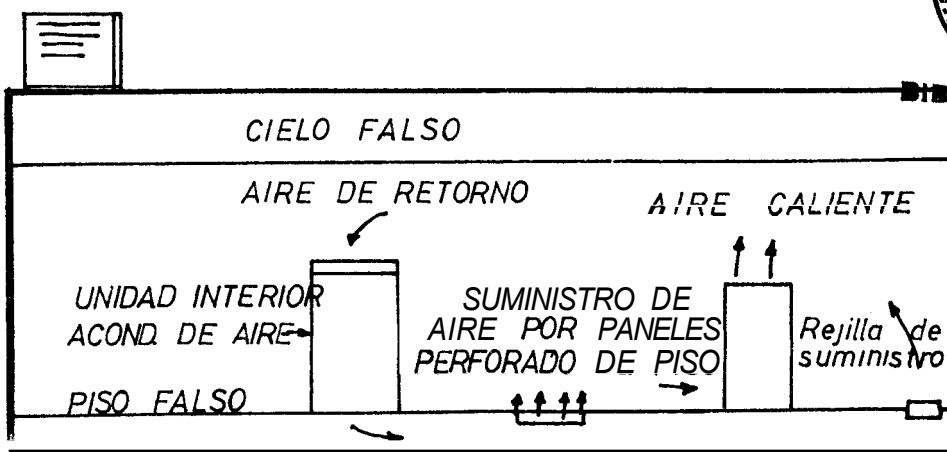 CIELO FALSO
AIRE DE RETORNO
AIRE CALIENTE
UNIDAD INTERIOR
ACOND. DE AIRE
SUMINISTRO DE
AIRE POR PANELES
PERFORADO DE PISO
Rejilla de
suministro
PISO FALSO